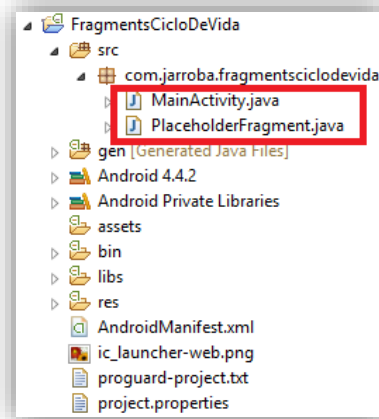 FragmentsCicloDeVida
src
com.jarroba.fragmentsciclodevida
MainActivity.java
PlaceholderFragment.java
gen [Generated Java Files]
Android 4.4.2
Android Private Libraries
assets
bin
libs
res
AndroidManifest.xml
ic_launcher-web.png
proguard-project.txt
project.properties